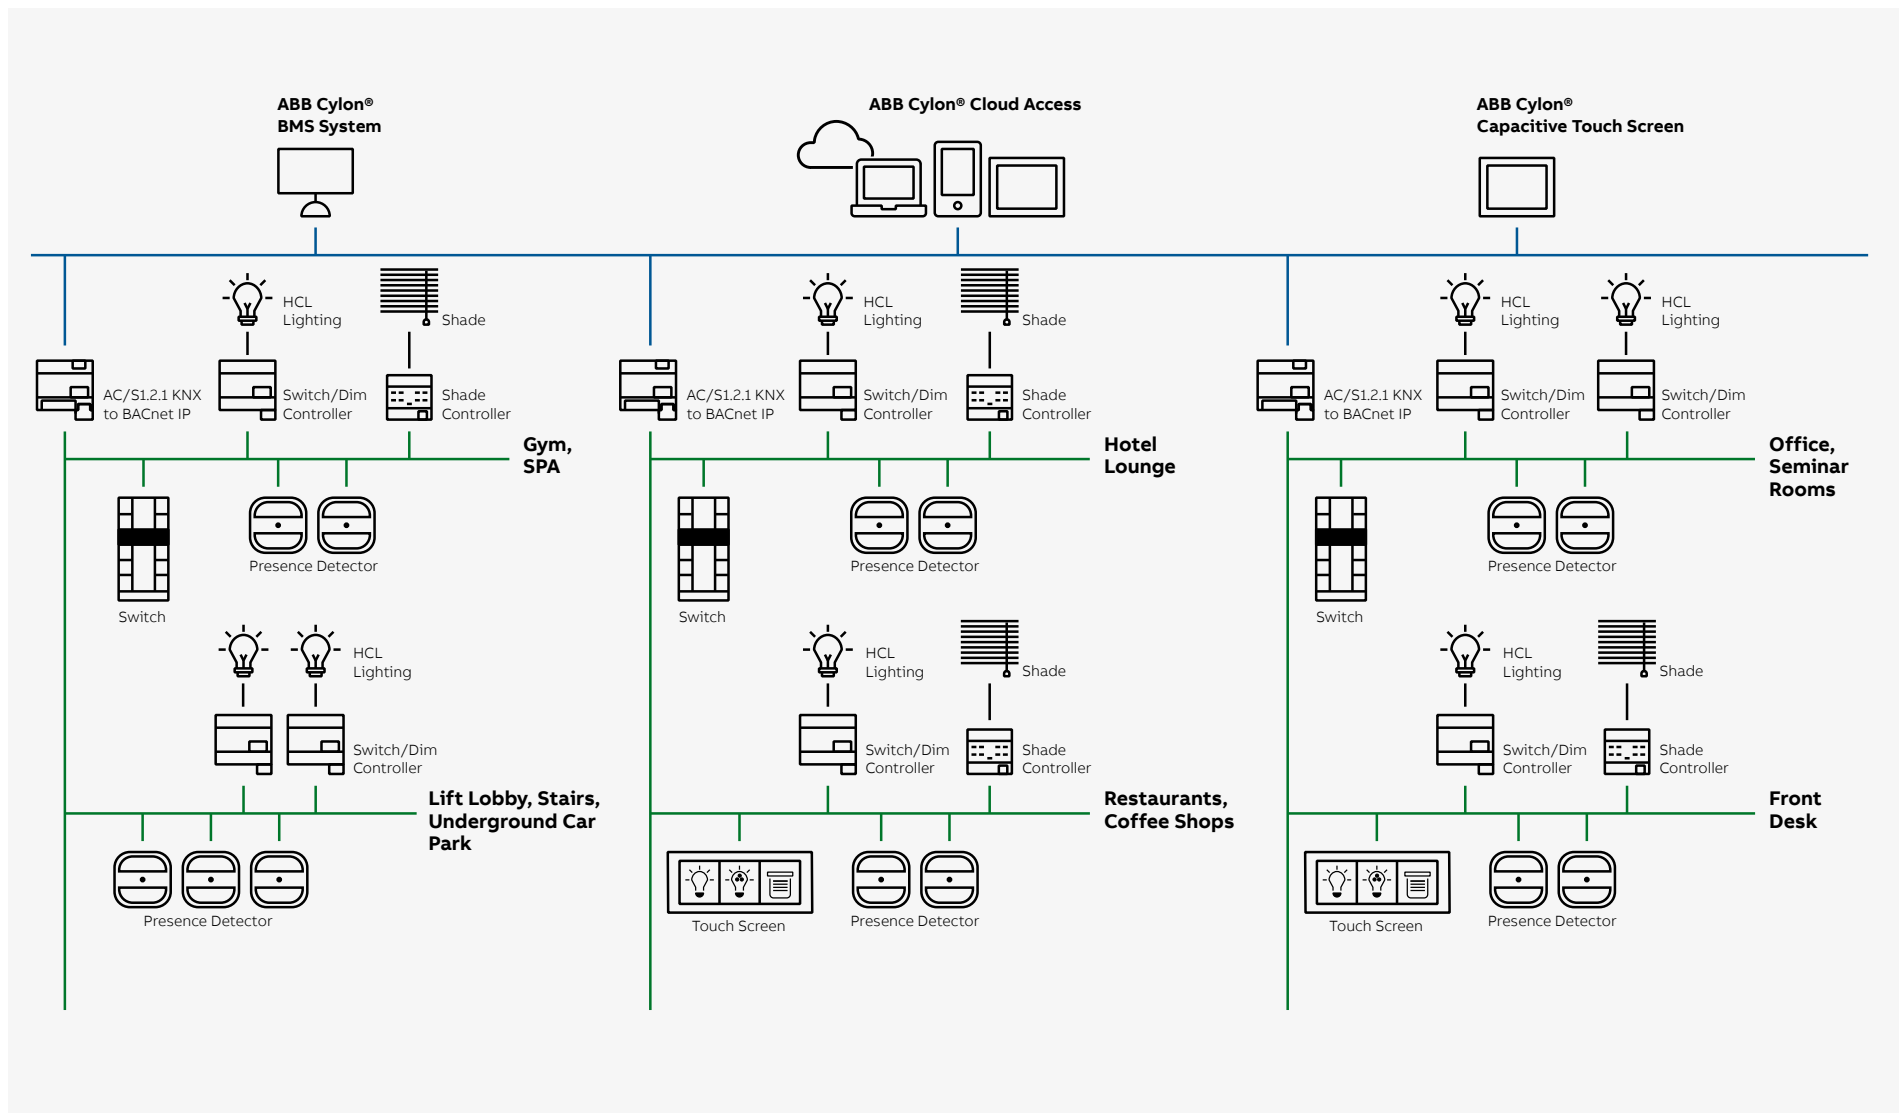 ABB Cylon®
BMS System
ABB Cylon® Cloud Access
ABB Cylon®
Capacitive Touch Screen
HCL
Lighting
Shade
AC/S1.2.1 KNX
to BACnet IP
Switch/Dim
Controller
Shade
Controller
Gym,
SPA
Switch
Presence Detector
HCL
Lighting
Switch/Dim
Controller
Lift Lobby, Stairs,
Underground Car
Park
Presence Detector
HCL
Lighting
Shade
AC/S1.2.1 KNX
to BACnet IP
Switch/Dim
Controller
Shade
Controller
Hotel
Lounge
Switch
Presence Detector
HCL
Lighting
Shade
Switch/Dim
Controller
Shade
Controller
Restaurants,
Coffee Shops
Touch Screen
Presence Detector
HCL
Lighting
HCL
Lighting
AC/S1.2.1 KNX
to BACnet IP
Switch/Dim
Controller
Switch/Dim
Controller
Office,
Seminar
Rooms
Switch
Presence Detector
HCL
Lighting
Shade
Switch/Dim
Controller
Shade
Controller
Front
Desk
Touch Screen
Presence Detector